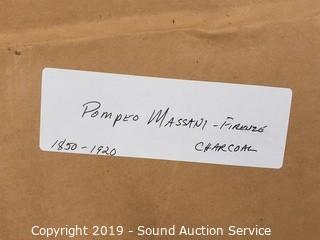 Pompeo Massani - Firenze
1850-1920 Charcoal
Copyright 2019 - Sound Auction Service